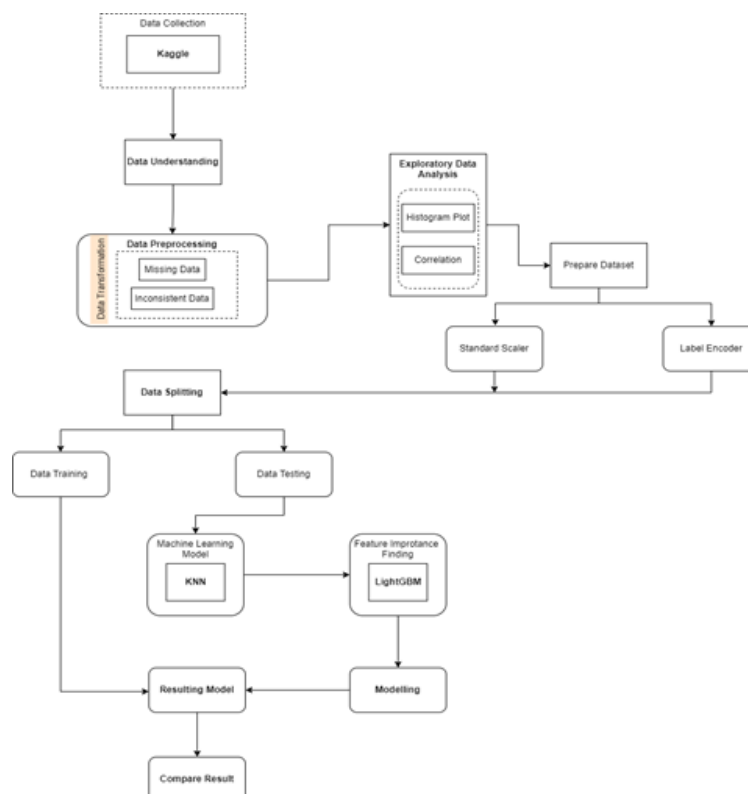 Data Collection
Kaggle
Data Understanding
Data Transformation
Data Preprocessing
Missing Data
Inconsistent Data
Exploratory Data
Analysis
Histogram Plot
Correlation
Prepare Dataset
Standard Scaler
Label Encoder
Data Splitting
Data Training
Data Testing
Machine Learning
Model
KNN
Feature Improtance
Finding
LightGBM
Resulting Model
Modelling
Compare Result